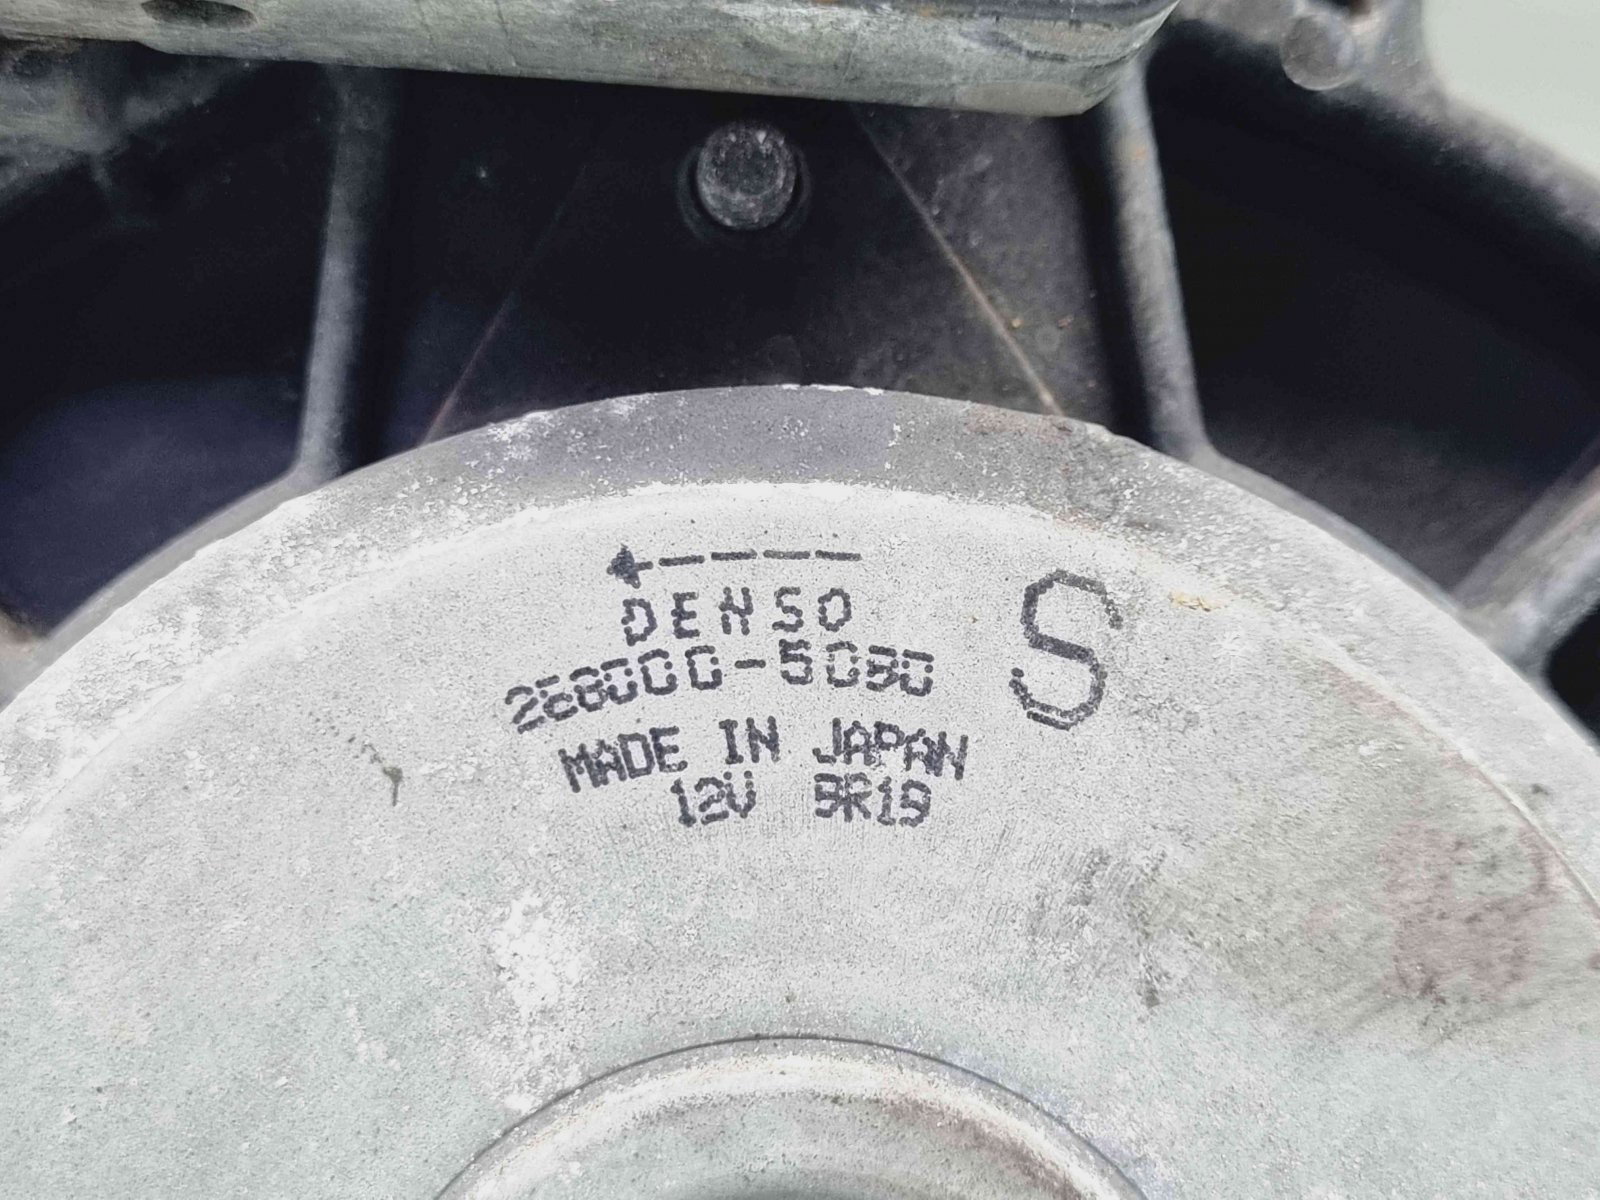 DENSO
S
268000-5090
MADE IN JAPAN
12V 9R19